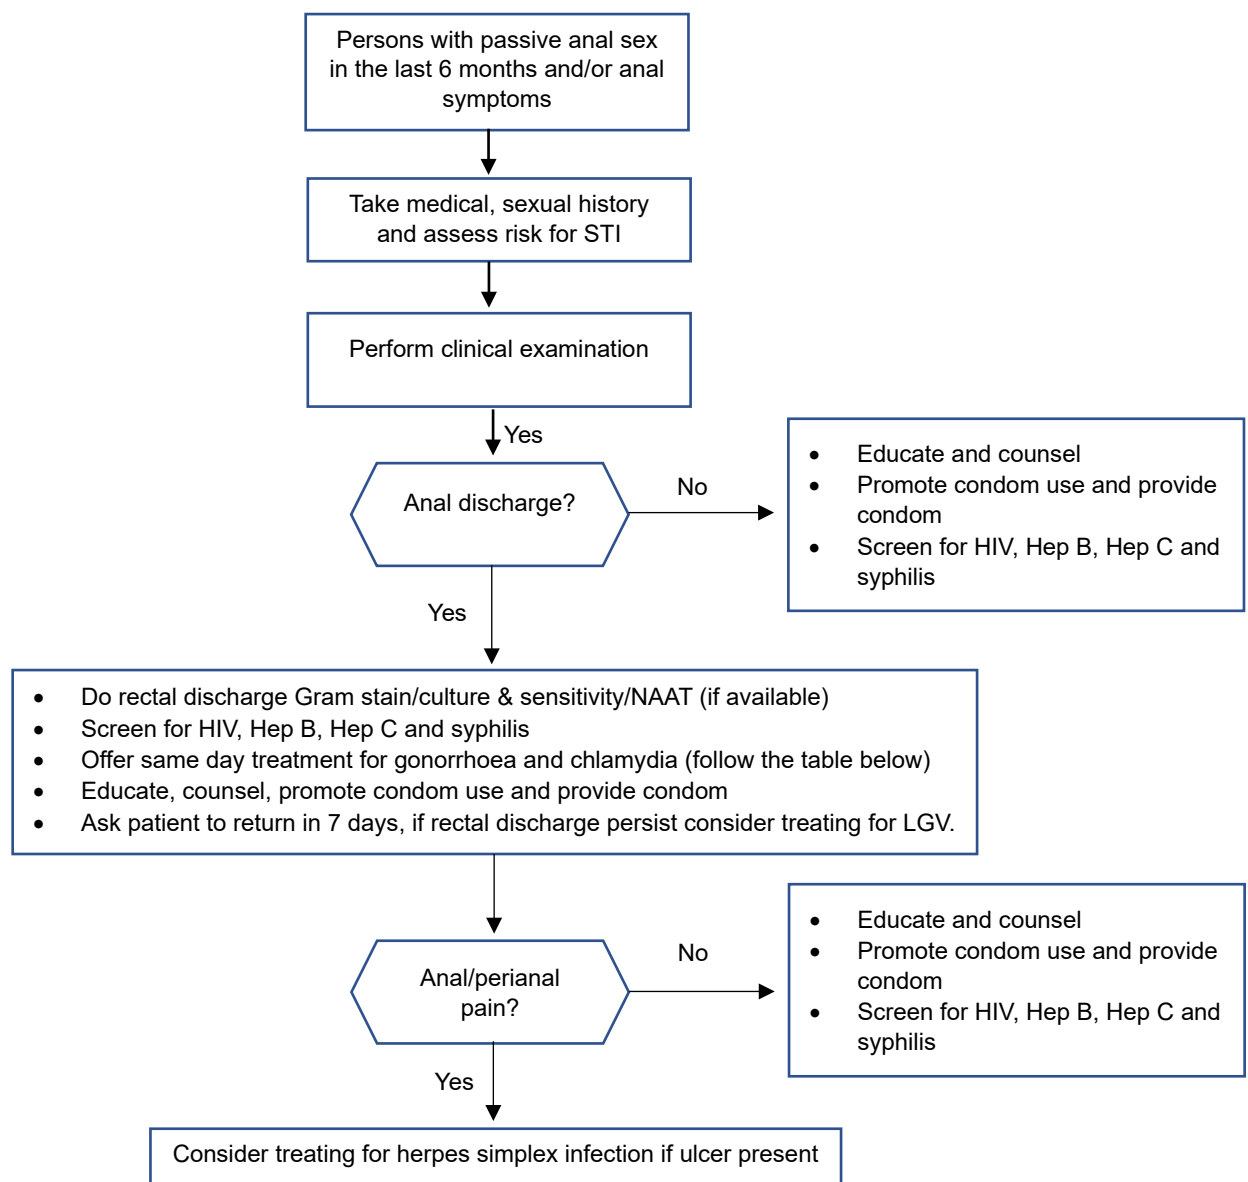 Persons with passive anal sex
in the last 6 months and/or anal
symptoms
Take medical, sexual history
and assess risk for STI
Perform clinical examination
Yes
Anal discharge?
No
• Educate and counsel
• Promote condom use and provide
condom
• Screen for HIV, Hep B, Hep C and
syphilis
Yes
• Do rectal discharge Gram stain/culture & sensitivity/NAAT (if available)
• Screen for HIV, Hep B, Hep C and syphilis
• Offer same day treatment for gonorrhoea and chlamydia (follow the table below)
• Educate, counsel, promote condom use and provide condom
• Ask patient to return in 7 days, if rectal discharge persist consider treating for LGV.
Anal/perianal
pain?
No
• Educate and counsel
• Promote condom use and provide
condom
• Screen for HIV, Hep B, Hep C and
syphilis
Yes
Consider treating for herpes simplex infection if ulcer present